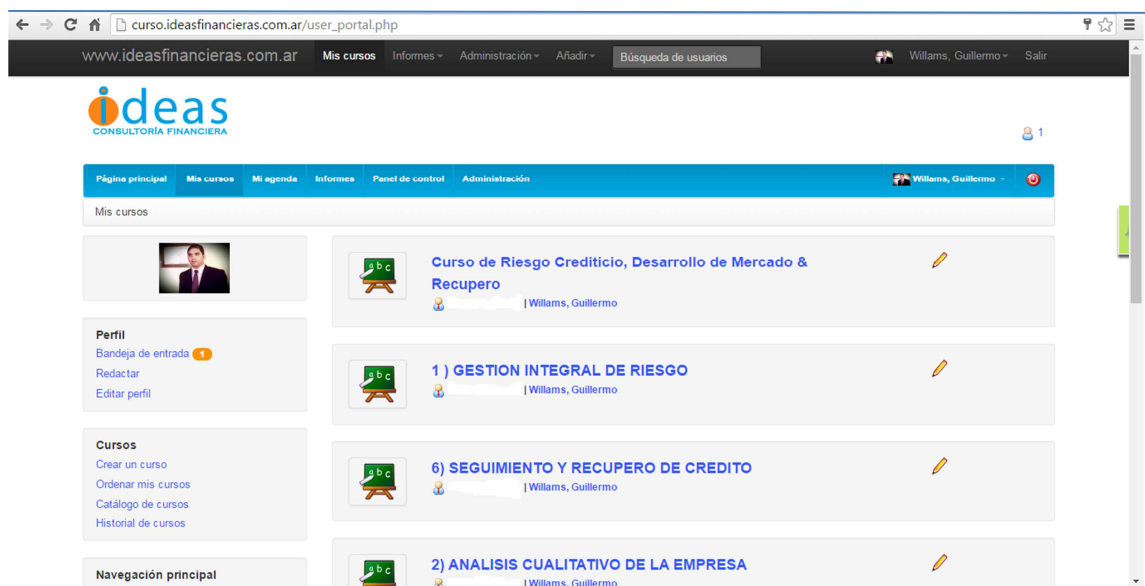 curso.ideasfinancieras.com.ar/user_portal.php
www.ideasfinancieras.com.ar Mis cursos Informes Administración Añadir Búsqueda de usuarios Willams, Guillermo Salir
ideas
CONSULTORÍA FINANCIERA
1
Página principal Mis cursos Mi agenda Informes Panel de control Administración Willams, Guillermo
Mis cursos
Perfil
Bandeja de entrada 1
Redactar
Editar perfil
Cursos
Crear un curso
Ordenar mis cursos
Catálogo de cursos
Historial de cursos
Navegación principal
abc
Curso de Riesgo Crediticio, Desarrollo de Mercado &
Recupero
| Willams, Guillermo
abc
1 ) GESTION INTEGRAL DE RIESGO
| Willams, Guillermo
abc
6) SEGUIMIENTO Y RECUPERO DE CREDITO
| Willams, Guillermo
abc
2) ANALISIS CUALITATIVO DE LA EMPRESA
| Willams, Guillermo